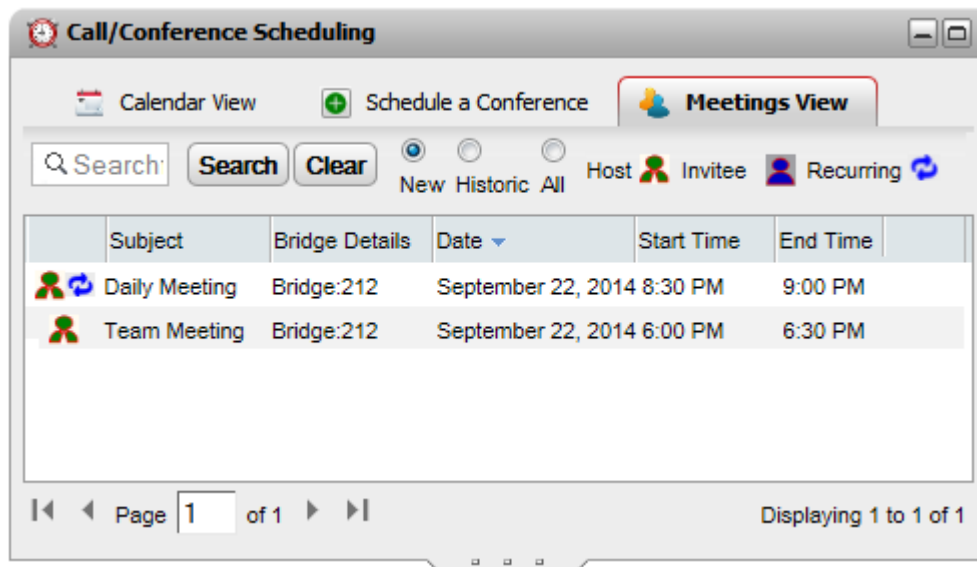 Call/Conference Scheduling
Calendar View Schedule a Conference Meetings View
Search Search Clear New Historic All Host Invitee Recurring
Subject Bridge Details Date Start Time End Time
Daily Meeting Bridge:212 September 22, 2014 8:30 PM 9:00 PM
Team Meeting Bridge:212 September 22, 2014 6:00 PM 6:30 PM
Page 1 of 1 Displaying 1 to 1 of 1